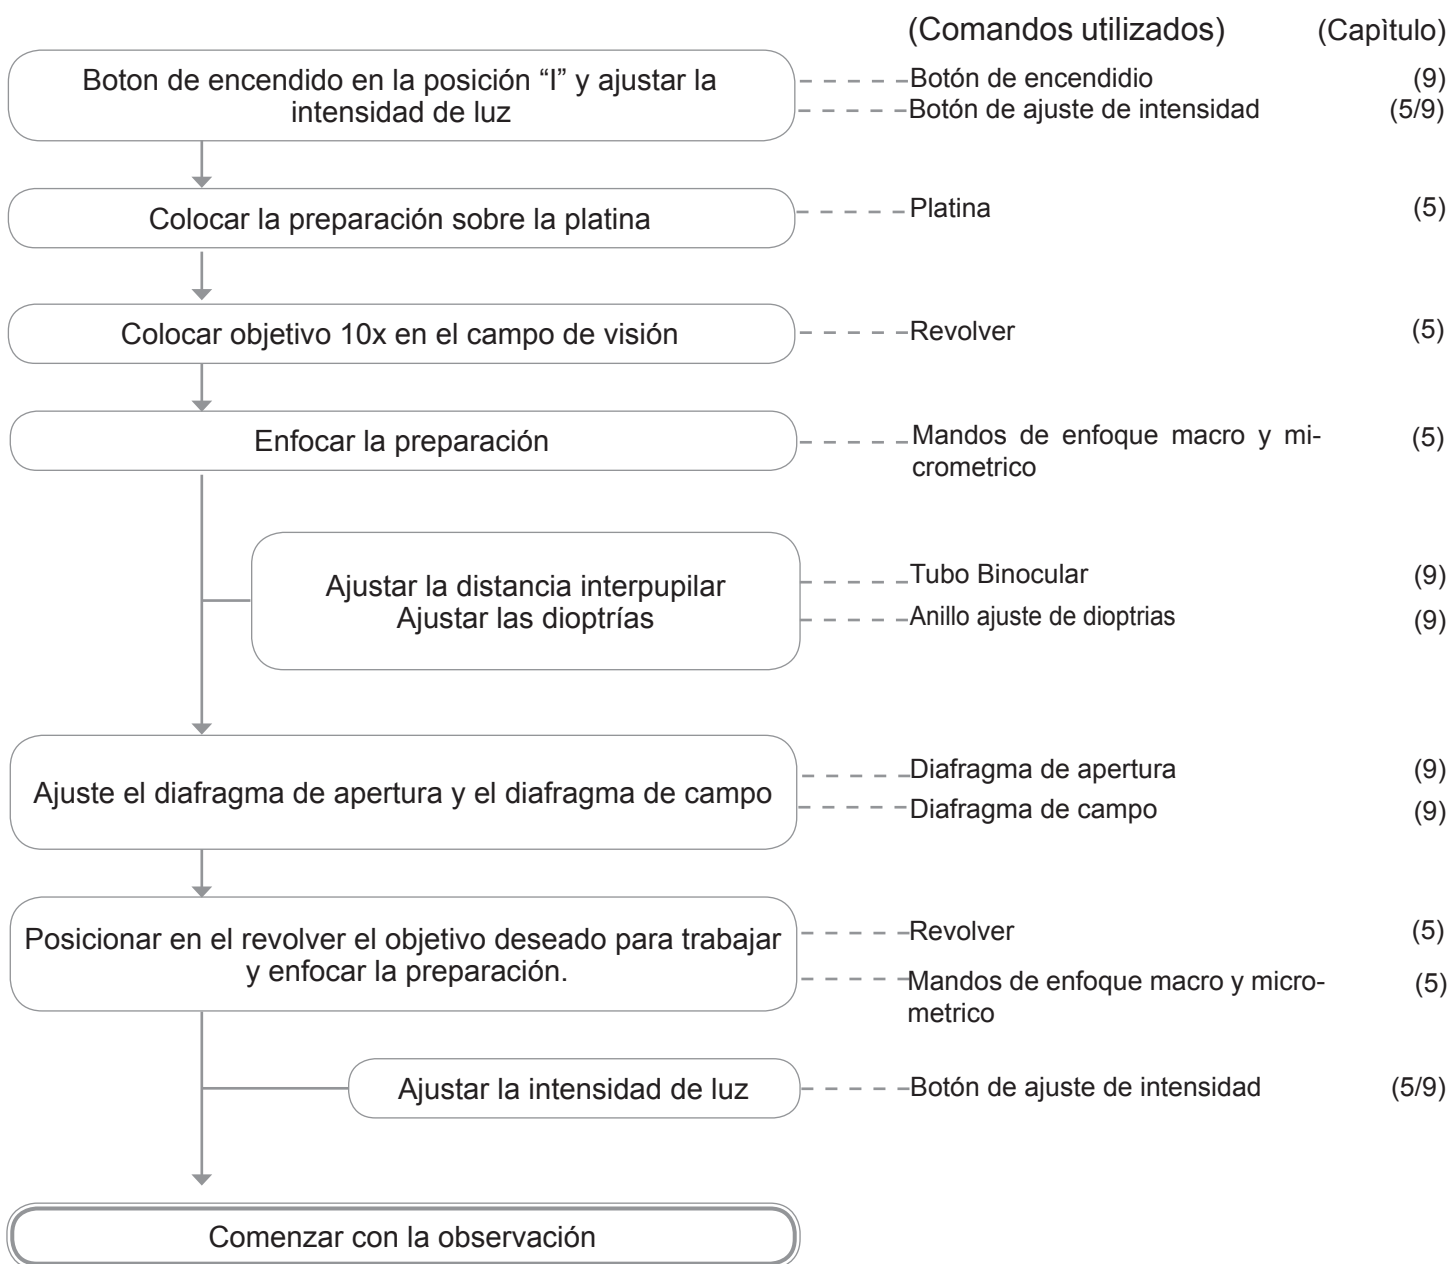 (Comandos utilizados) (Capìtulo)
Boton de encendido en la posición “I” y ajustar la
intensidad de luz
Botón de encendidio (9)
Botón de ajuste de intensidad (5/9)
Colocar la preparación sobre la platina
Platina (5)
Colocar objetivo 10x en el campo de visión
Revolver (5)
Enfocar la preparación
Mandos de enfoque macro y mi- (5)
crometrico
Ajustar la distancia interpupilar
Ajustar las dioptrías
Tubo Binocular (9)
Anillo ajuste de dioptrias (9)
Ajuste el diafragma de apertura y el diafragma de campo
Diafragma de apertura (9)
Diafragma de campo (9)
Posicionar en el revolver el objetivo deseado para trabajar
y enfocar la preparación.
Revolver (5)
Mandos de enfoque macro y micro- (5)
metrico
Ajustar la intensidad de luz
Botón de ajuste de intensidad (5/9)
Comenzar con la observación